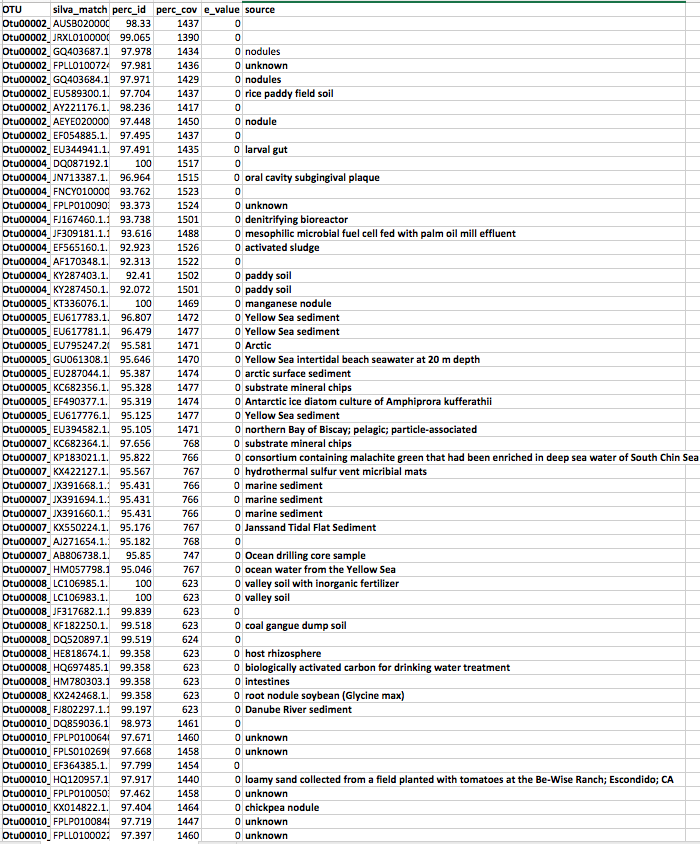 OTU silva_match perc_id perc_cov e_value source
Otu00002_ AUSB020000 98.33 1437 0
Otu00002_ JRXL0100000 99.065 1390 0
Otu00002_ GQ403687.1. 97.978 1434 0 nodules
Otu00002_ FPLL0100724 97.981 1436 0 unknown
Otu00002_ GQ403684.1. 97.971 1429 0 nodules
Otu00002_ EU589300.1. 97.704 1437 0 rice paddy field soil
Otu00002_ AY221176.1. 98.236 1417 0
Otu00002_ AEYE020000 97.448 1450 0 nodule
Otu00002_ EF054885.1. 97.495 1437 0
Otu00002_ EU344941.1. 97.491 1435 0 larval gut
Otu00004_ DQ087192.1 100 1517 0
Otu00004_ JN713387.1. 96.964 1515 0 oral cavity subgingival plaque
Otu00004_ FNCY010000 93.762 1523 0
Otu00004_ FPLP010090: 93.373 1524 0 unknown
Otu00004_ FJ167460.1.1 93.738 1501 0 denitrifying bioreactor
Otu00004_ JF309181.1.1 93.616 1488 0 mesophilic microbial fuel cell fed with palm oil mill effluent
Otu00004_ EF565160.1. 92.923 1526 0 activated sludge
Otu00004_ AF170348.1. 92.313 1522 0
Otu00004_ KY287403.1. 92.41 1502 0 paddy soil
Otu00004_ KY287450.1. 92.072 1501 0 paddy soil
Otu00005_ KT336076.1. 100 1469 0 manganese nodule
Otu00005_ EU617783.1. 96.807 1472 0 Yellow Sea sediment
Otu00005_ EU617781.1. 96.479 1477 0 Yellow Sea sediment
Otu00005_ EU795247.20 95.581 1471 0 Arctic
Otu00005_ GU061308.1 95.646 1470 0 Yellow Sea intertidal beach seawater at 20 m depth
Otu00005_ EU287044.1. 95.387 1474 0 arctic surface sediment
Otu00005_ KC682356.1. 95.328 1477 0 substrate mineral chips
Otu00005_ EF490377.1. 95.319 1474 0 Antarctic ice diatom culture of Amphiprora kufferathii
Otu00005_ EU617776.1. 95.125 1477 0 Yellow Sea sediment
Otu00005_ EU394582.1. 95.105 1471 0 northern Bay of Biscay; pelagic; particle-associated
Otu00007_ KC682364.1. 97.656 768 0 substrate mineral chips
Otu00007_ KP183021.1. 95.822 766 0 consortium containing malachite green that had been enriched in deep sea water of South Chin Sea
Otu00007_ KX422127.1. 95.567 767 0 hydrothermal sulfur vent micribial mats
Otu00007_ JX391668.1.: 95.431 766 0 marine sediment
Otu00007_ JX391694.1.: 95.431 766 0 marine sediment
Otu00007_ JX391660.1.: 95.431 766 0 marine sediment
Otu00007_ KX550224.1. 95.176 767 0 Janssand Tidal Flat Sediment
Otu00007_ AJ271654.1. 95.182 768 0
Otu00007_ AB806738.1. 95.85 747 0 Ocean drilling core sample
Otu00007_ HM057798.1 95.046 767 0 ocean water from the Yellow Sea
Otu00008_ LC106985.1. 100 623 0 valley soil with inorganic fertilizer
Otu00008_ LC106983.1. 100 623 0 valley soil
Otu00008_ JF317682.1.1 99.839 623 0
Otu00008_ KF182250.1. 99.518 623 0 coal gangue dump soil
Otu00008_ DQ520897.1 99.519 624 0
Otu00008_ HE818674.1. 99.358 623 0 host rhizosphere
Otu00008_ HQ697485.1 99.358 623 0 biologically activated carbon for drinking water treatment
Otu00008_ HM780303.1 99.358 623 0 intestines
Otu00008_ KX242468.1. 99.358 623 0 root nodule soybean (Glycine max)
Otu00008_ FJ802297.1.1 99.197 623 0 Danube River sediment
Otu00010_ DQ859036.1 98.973 1461 0
Otu00010_ FPLP0100640 97.671 1460 0 unknown
Otu00010_ FPLS0102696 97.668 1458 0 unknown
Otu00010_ EF364385.1. 97.799 1454 0
Otu00010_ HQ120957.1 97.917 1440 0 loamy sand collected from a field planted with tomatoes at the Be-Wise Ranch; Escondido; CA
Otu00010_ FPLP010050: 97.462 1458 0 unknown
Otu00010_ KX014822.1. 97.404 1464 0 chickpea nodule
Otu00010_ FPLP0100848 97.719 1447 0 unknown
Otu00010_ FPLL0100022 97.397 1460 0 unknown